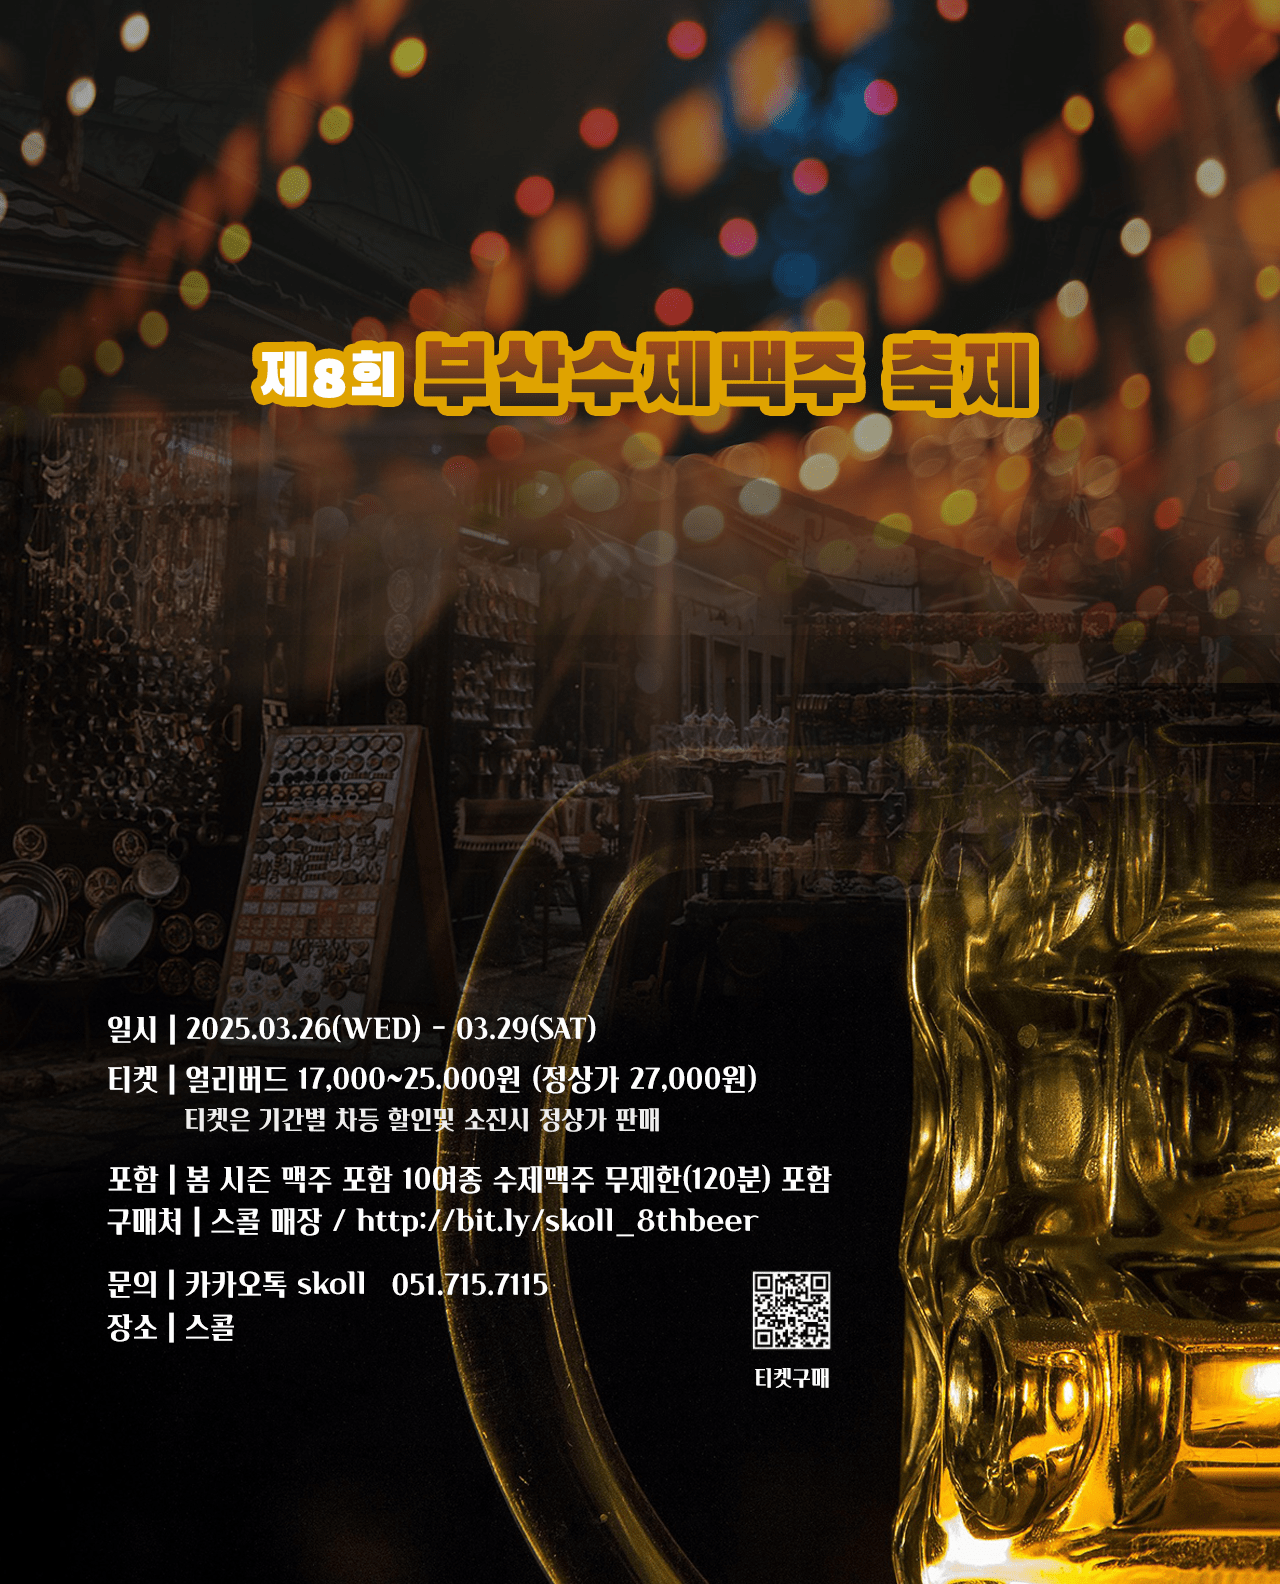 제8회 부산수제맥주 축제
일시 | 2025.03.26(WED) - 03.29(SAT)
티켓 | 얼리버드 17,000~25.000원 (정상가 27,000원)
티켓은 기간별 차등 할인및 소진시 정상가 판매
포함 | 봄 시즌 맥주 포함 10여종 수제맥주 무제한(120분) 포함
구매처 | 스콜 매장 / http://bit.ly/skoll_8thbeer
문의 | 카카오톡 skoll 051.715.7115
장소 | 스콜
티켓구매